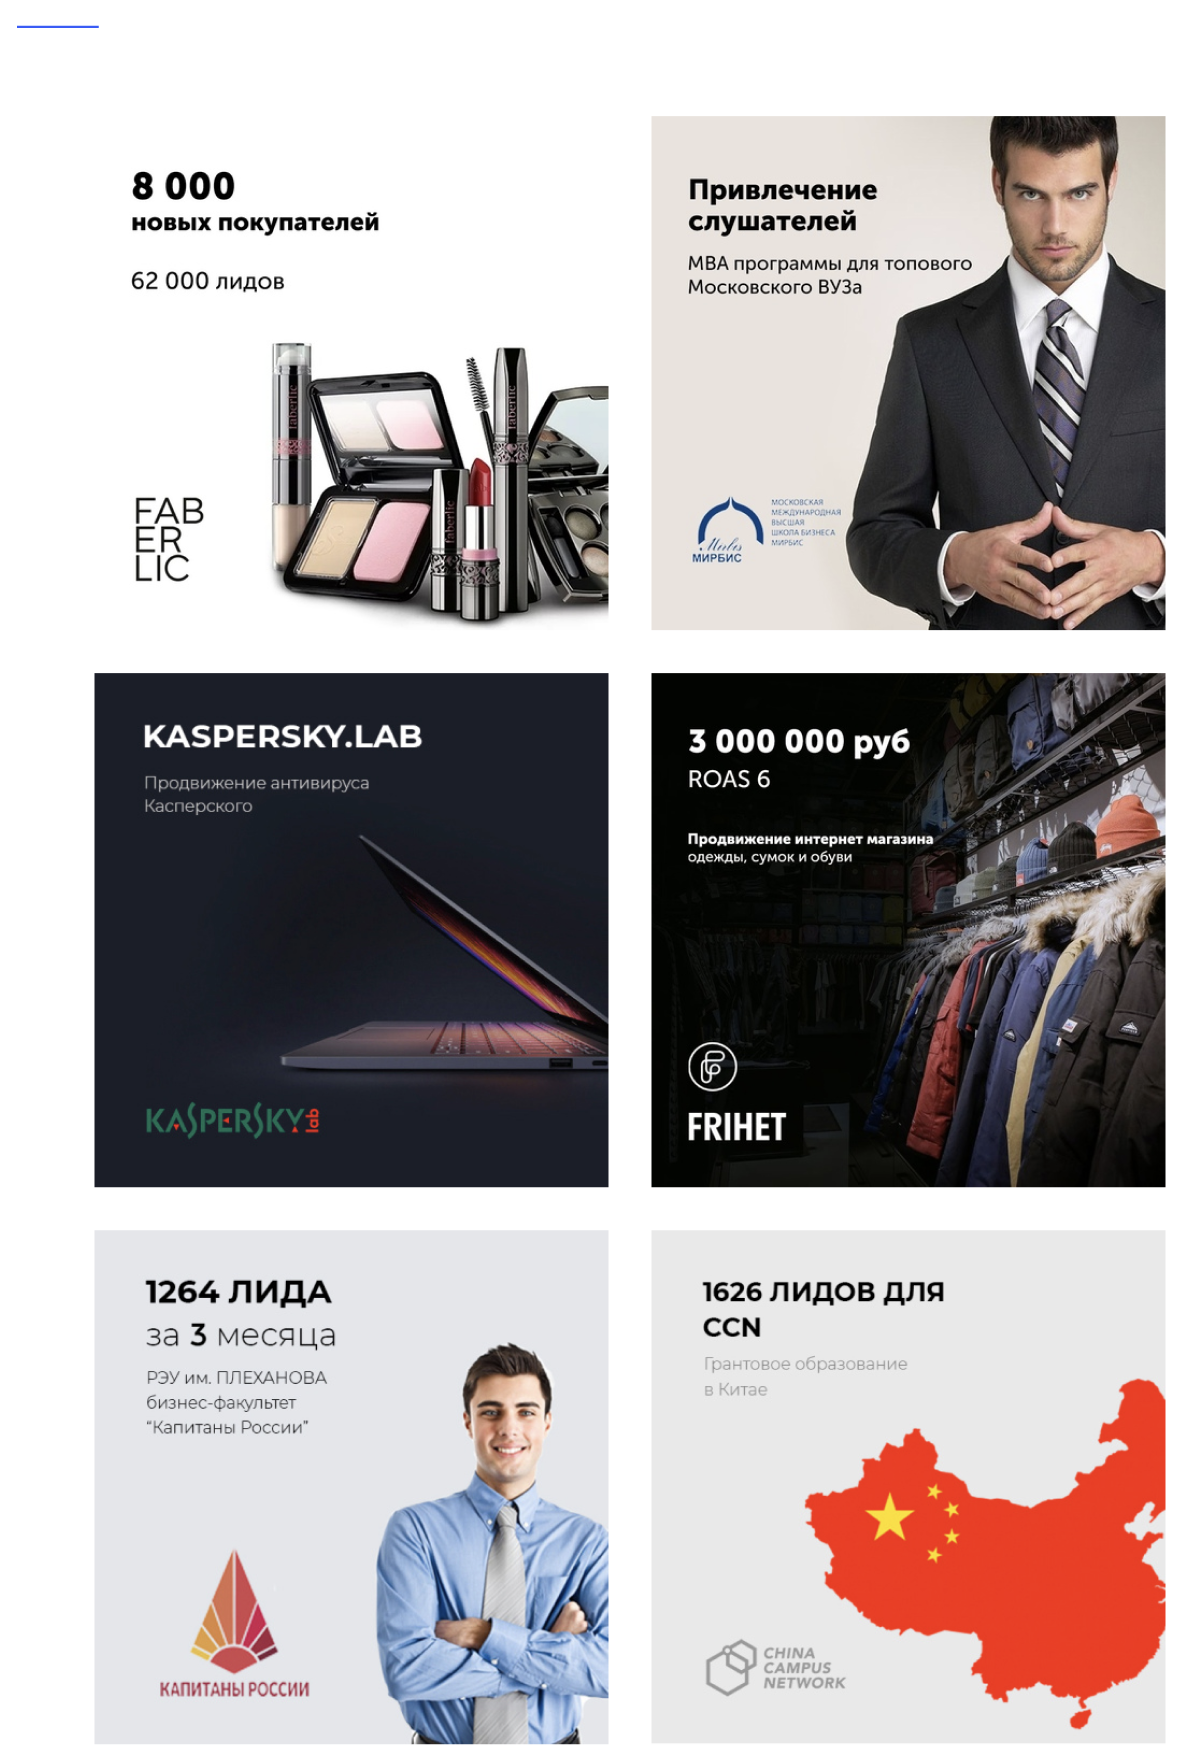 8 000
новых покупателей
62 000 лидов
faberlic
faberlic
faberlic
FAB
ER
LIC
Привлечение
слушателей
MBA программы для топового
Московского ВУЗа
Mirbis
МИРБИС
МОСКОВСКАЯ
МЕЖДУНАРОДНАЯ
ВЫСШАЯ
ШКОЛА БИЗНЕСА
МИРБИС
KASPERSKY.LAB
Продвижение антивируса
Касперского
KASPERSKY lab
3 000 000 руб
ROAS 6
Продвижение интернет магазина
одежды, сумок и обуви
FRIHET
1264 ЛИДА
за 3 месяца
РЭУ им. ПЛЕХАНОВА
бизнес-факультет
“Капитаны России”
КАПИТАНЫ РОССИИ
1626 ЛИДОВ ДЛЯ
CCN
Грантовое образование
в Китае
CHINA
CAMPUS
NETWORK